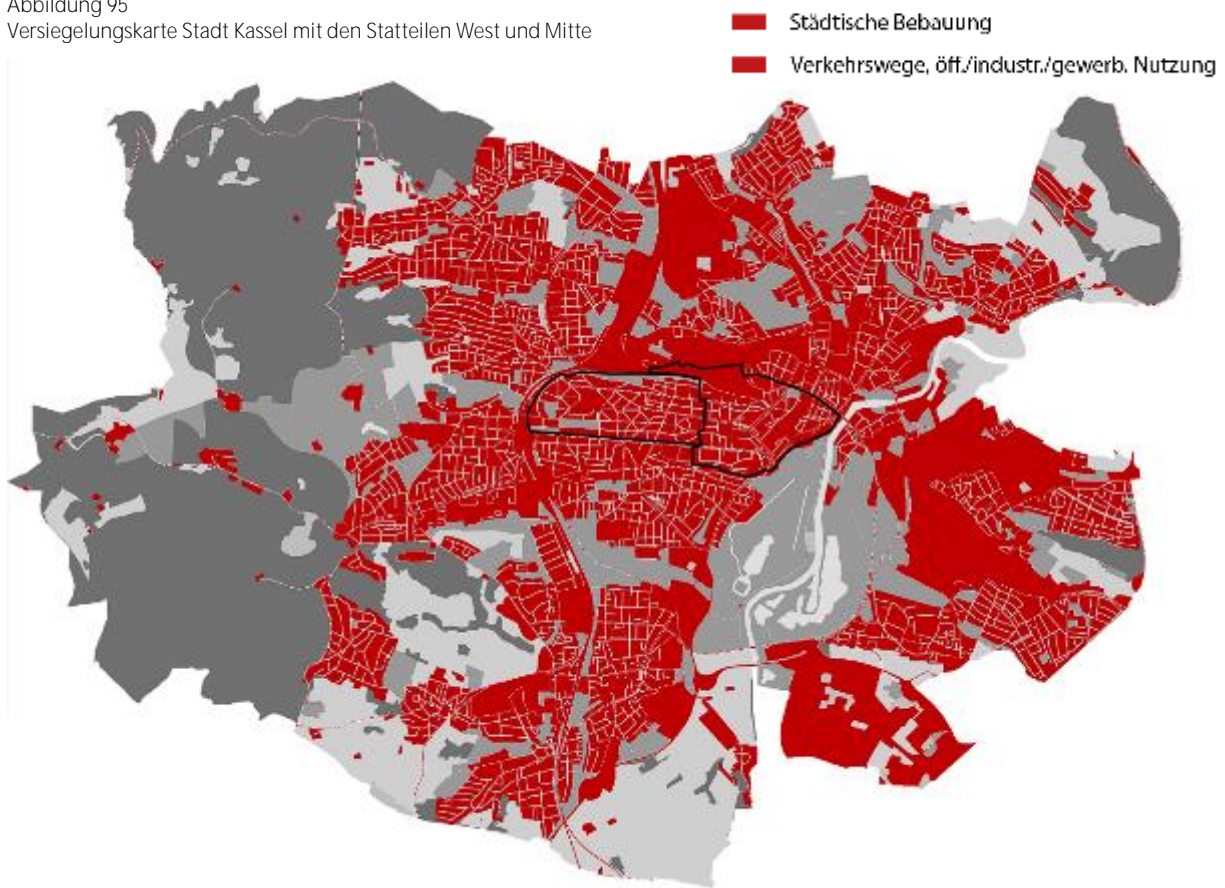 Abbildung 95
Versiegelungskarte Stadt Kassel mit den Statteilen West und Mitte
Städtische Bebauung
Verkehrswege, öff./industr./gewerb. Nutzung